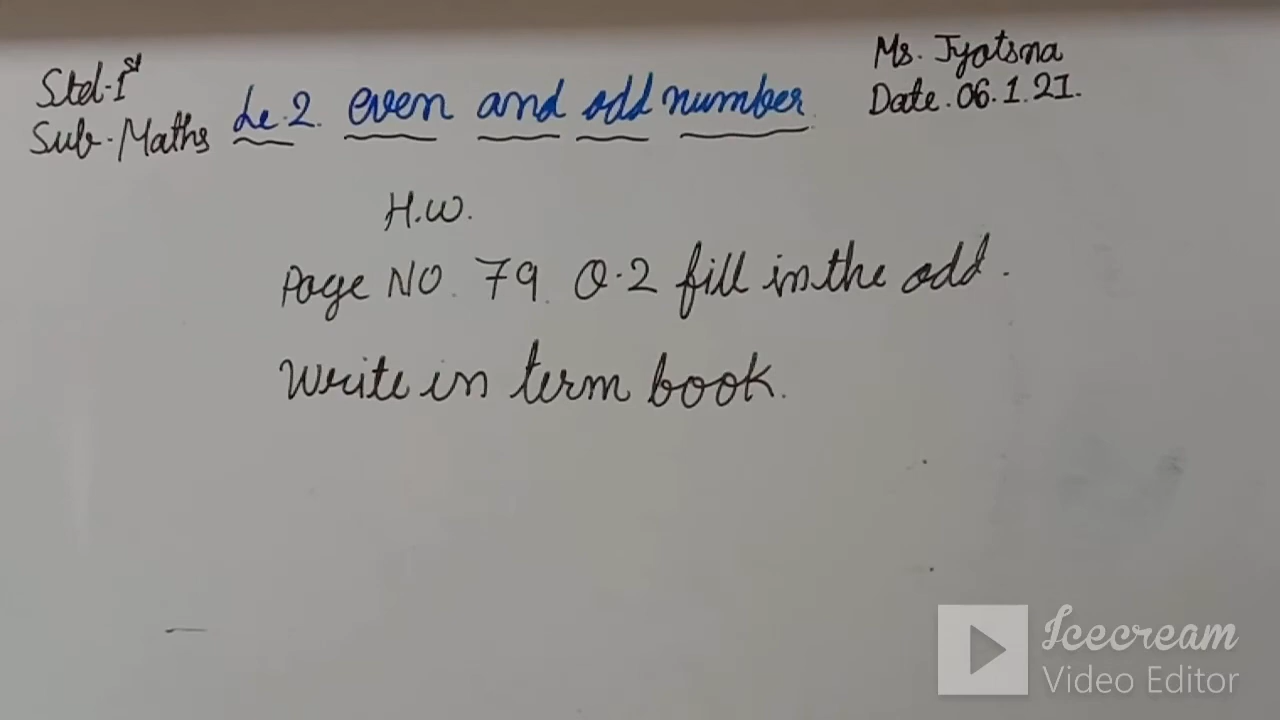 Std-1st
Sub-Maths
Le.2. even and odd number.
Ms. Jyotsna
Date.06.1.21.
H.W.
Page NO. 79. Q.2 fill in the odd.
Write in term book.
Icecream
Video Editor